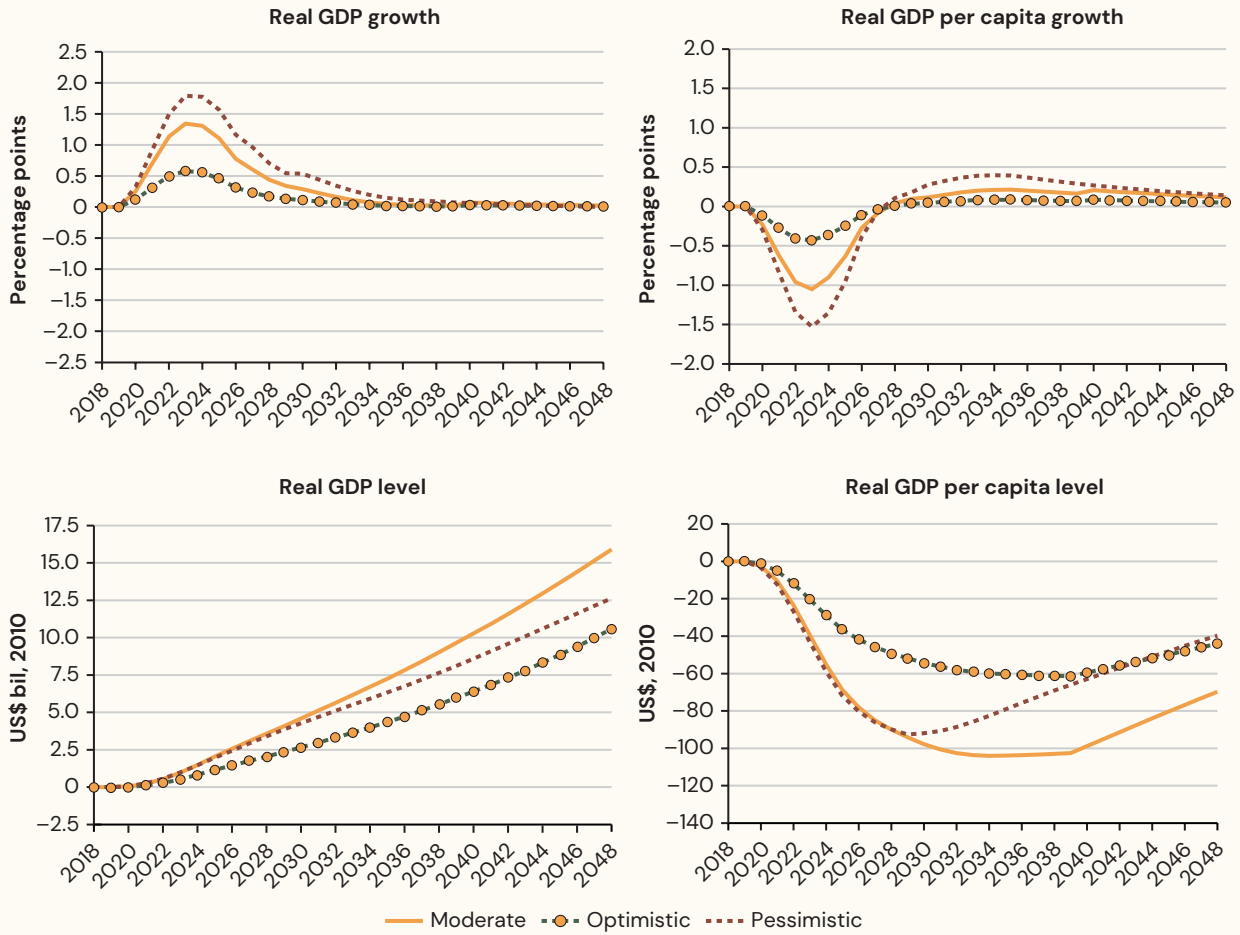 Real GDP growth
Percentage points
2.5
2.0
1.5
1.0
0.5
0
–0.5
–1.0
–1.5
–2.0
–2.5
2018 2020 2022 2024 2026 2028 2030 2032 2034 2036 2038 2040 2042 2044 2046 2048
Real GDP per capita growth
Percentage points
2.0
1.5
1.0
0.5
0
–0.5
–1.0
–1.5
–2.0
2018 2020 2022 2024 2026 2028 2030 2032 2034 2036 2038 2040 2042 2044 2046 2048
Real GDP level
US$ bil, 2010
17.5
15.0
12.5
10.0
7.5
5.0
2.5
0
–2.5
2018 2020 2022 2024 2026 2028 2030 2032 2034 2036 2038 2040 2042 2044 2046 2048
Real GDP per capita level
US$, 2010
20
0
–20
–40
–60
–80
–100
–120
–140
2018 2020 2022 2024 2026 2028 2030 2032 2034 2036 2038 2040 2042 2044 2046 2048
Moderate Optimistic Pessimistic